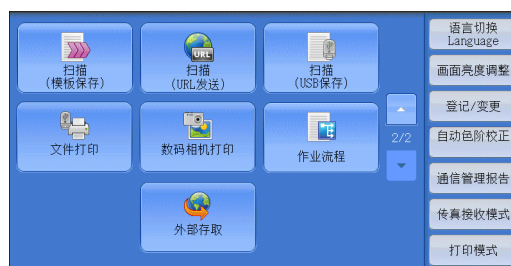 语言切换
Language
画面亮度调整
登记/变更
自动色阶校正
通信管理报告
传真接收模式
打印模式
扫描
(模板保存)
URL
扫描
(URL发送)
扫描
(USB保存)
文件打印
数码相机打印
作业流程
2/2
外部存取